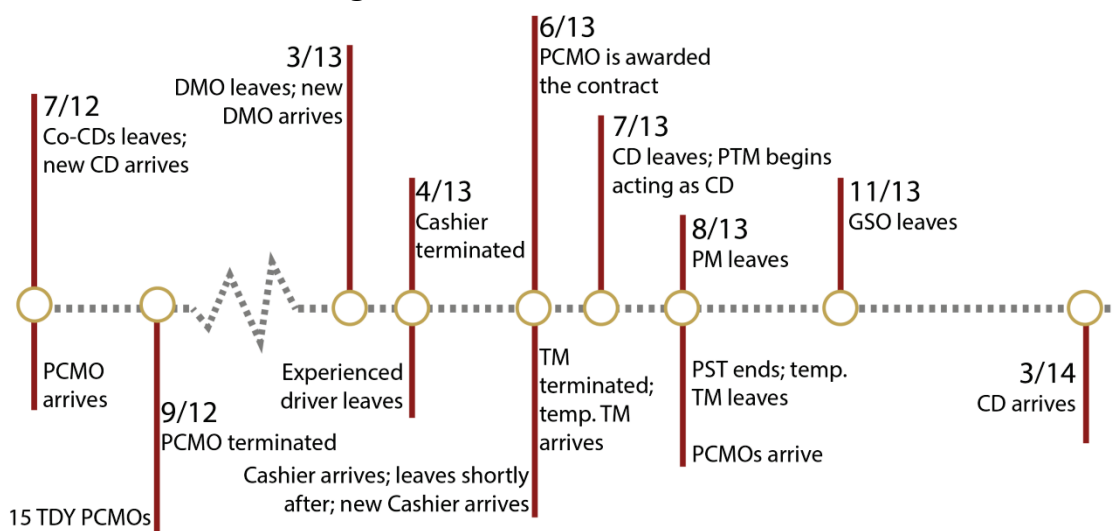 7/12
Co-CDs leaves;
new CD arrives
PCMO
arrives
9/12
PCMO terminated
15 TDY PCMOs
3/13
DMO leaves; new
DMO arrives
4/13
Cashier
terminated
Experienced
driver leaves
6/13
PCMO is awarded
the contract
TM
terminated;
temp. TM
arrives
Cashier arrives; leaves shortly
after; new Cashier arrives
7/13
CD leaves; PTM begins
acting as CD
8/13
PM leaves
PST ends; temp.
TM leaves
PCMOs arrive
11/13
GSO leaves
3/14
CD arrives